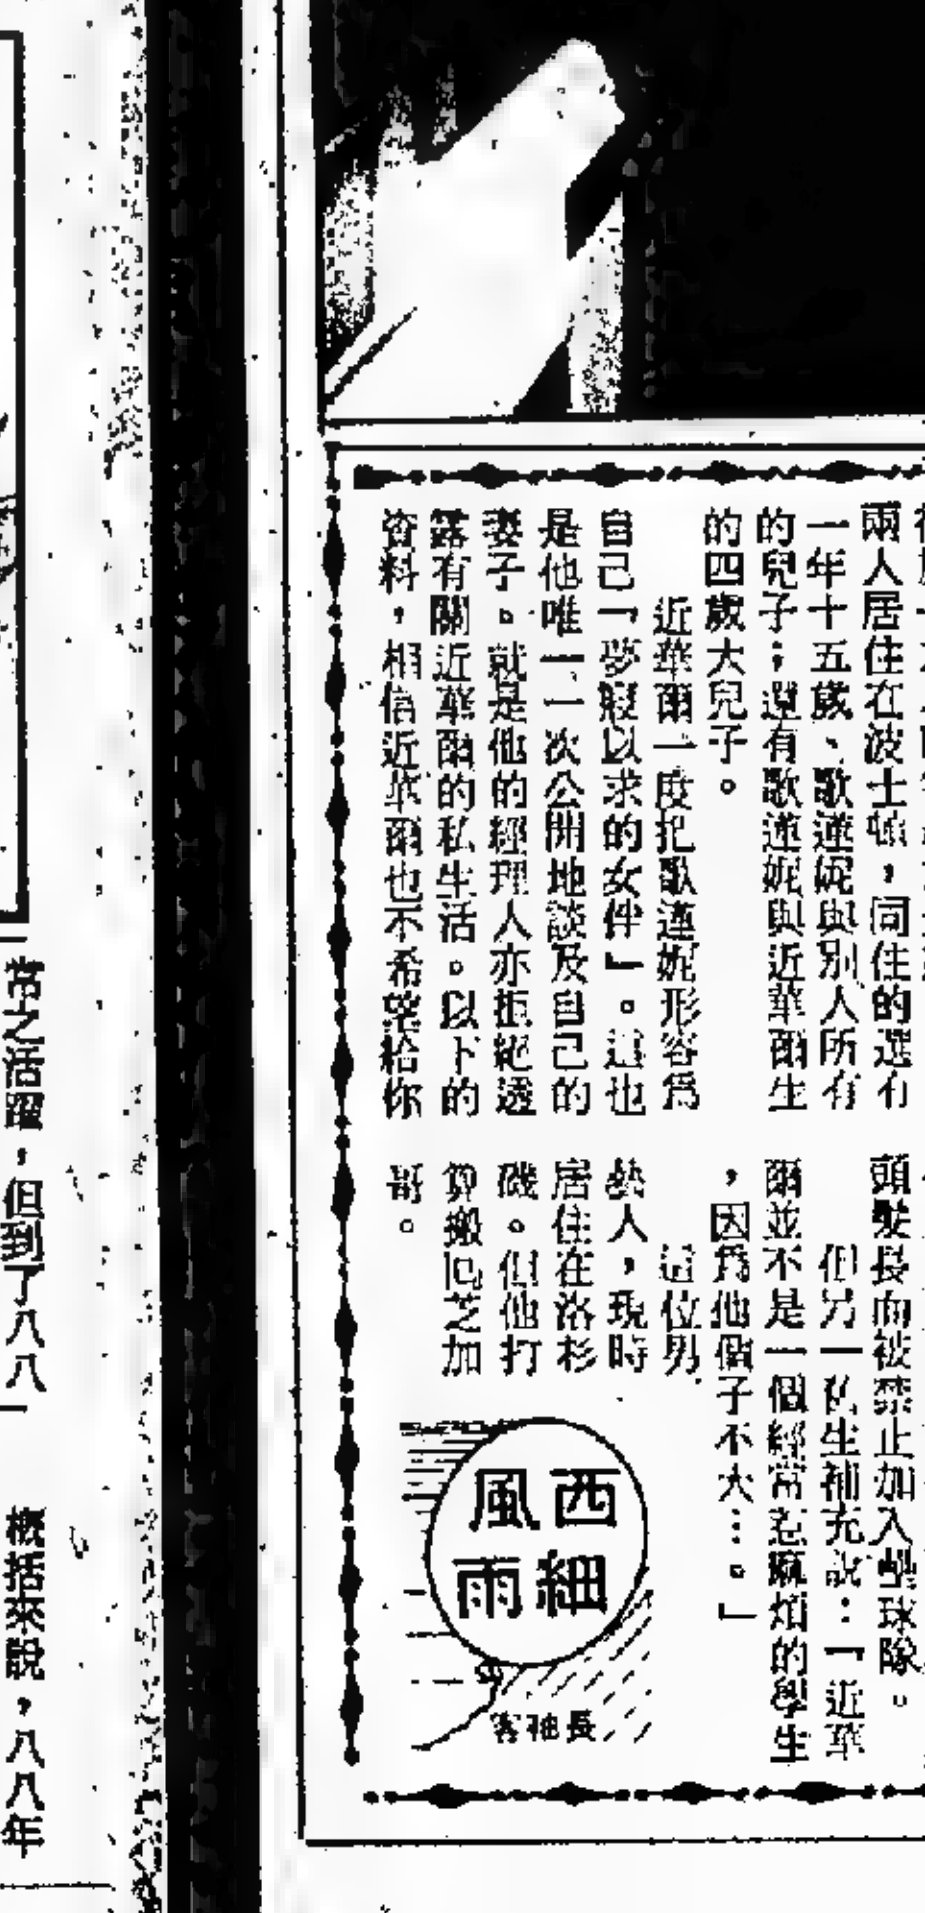 兩人居住在波士頓，同住的還有
一年十五歲、歌蓮妮與別人所有
的兒子；還有歌蓮妮與近華爾生
的四歲大兒子。
近華爾一度把歌蓮妮形容爲
自己「夢寐以求的女伴」。這也
是他唯一一次公開地談及自己的
妻子。就是他的經理人亦拒絕透
露有關近華爾的私生活。以下的
資料，相信近華爾也不希望給你
頭髮長而被禁止加入壘球隊。
但另一私生補充說：「近華
爾並不是一個經常惹麻煩的學生
，因爲他個子不大…。」
這位男
藝人，現時
居住在洛杉
磯。但他打
算搬回芝加
哥。
西細
風雨
長袖客
常之活躍，但到了八八
概括來說，八八年